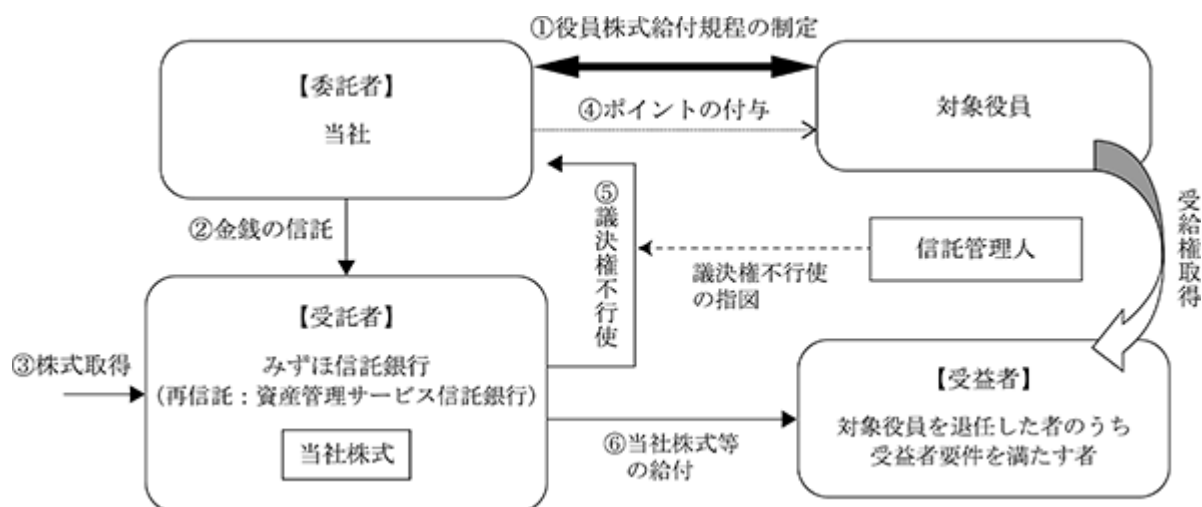 ①役員株式給付規程の制定
【委託者】
当社
④ポイントの付与
対象役員
②金銭の信託
⑤議決権不行使
議決権不行使
の指図
信託管理人
受給権取得
③株式取得
【受託者】
みずほ信託銀行
(再信託:資産管理サービス信託銀行)
当社株式
⑥当社株式等
の給付
【受益者】
対象役員を退任した者のうち
受益者要件を満たす者